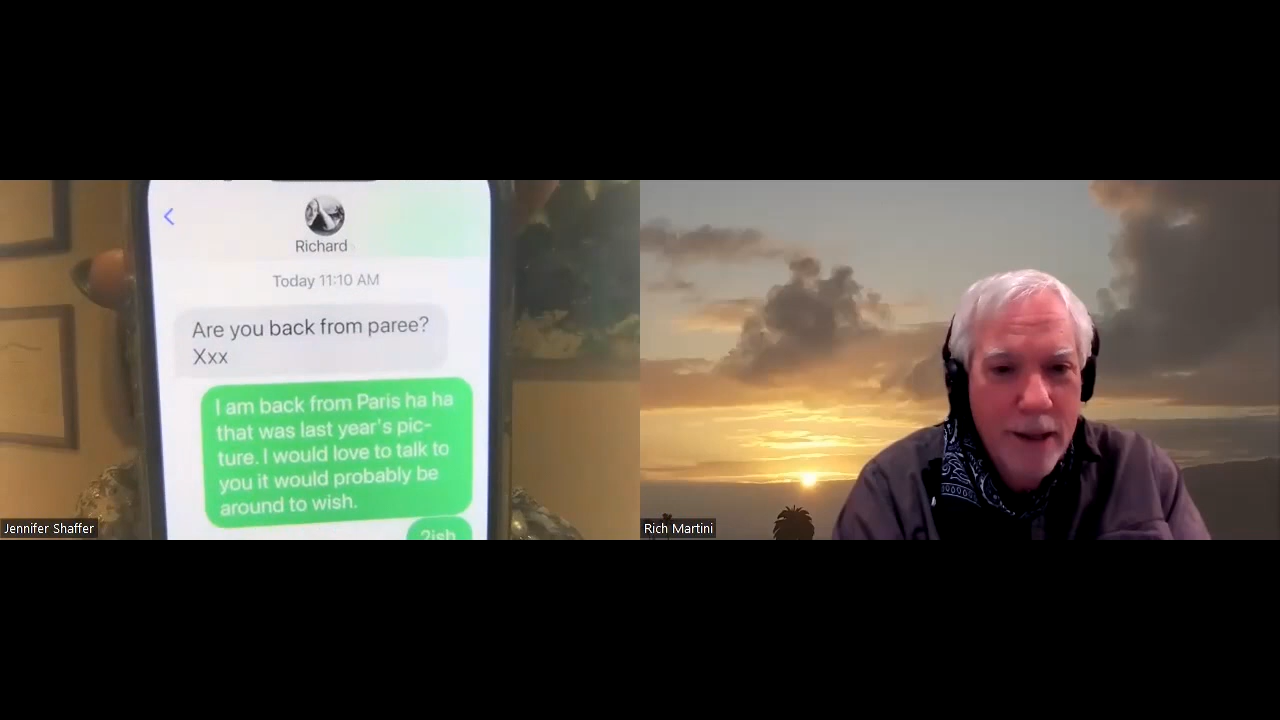 Richard
Today 11:10 AM
Are you back from paree?
Xxx
I am back from Paris ha ha
that was last year's pic-
ture. I would love to talk to
you it would probably be
around to wish.
2ish
Jennifer Shaffer
Rich Martini